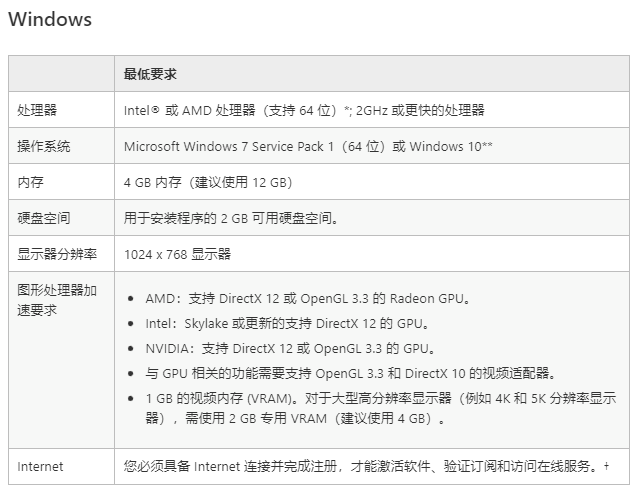 Windows
最低要求
处理器
Intel® 或 AMD 处理器（支持 64 位）*; 2GHz 或更快的处理器
操作系统
Microsoft Windows 7 Service Pack 1（64 位）或 Windows 10**
内存
4 GB 内存（建议使用 12 GB）
硬盘空间
用于安装程序的 2 GB 可用硬盘空间。
显示器分辨率
1024 x 768 显示器
图形处理器加
速要求
• AMD：支持 DirectX 12 或 OpenGL 3.3 的 Radeon GPU。
• Intel：Skylake 或更新的支持 DirectX 12 的 GPU。
• NVIDIA：支持 DirectX 12 或 OpenGL 3.3 的 GPU。
• 与 GPU 相关的功能需要支持 OpenGL 3.3 和 DirectX 10 的视频适配器。
• 1 GB 的视频内存 (VRAM)。对于大型高分辨率显示器（例如 4K 和 5K 分辨率显示
器），需使用 2 GB 专用 VRAM（建议使用 4 GB）。
Internet
您必须具备 Internet 连接并完成注册，才能激活软件、验证订阅和访问在线服务。†